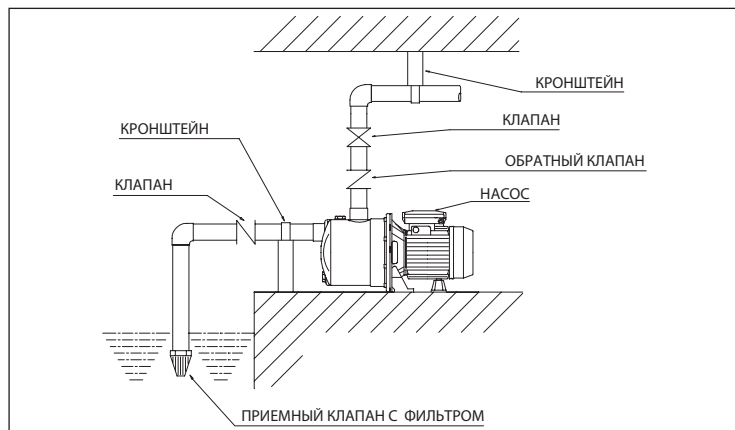 КРОНШТЕЙН
КЛАПАН
КРОНШТЕЙН
ОБРАТНЫЙ КЛАПАН
КЛАПАН
НАСОС
ПРИЕМНЫЙ КЛАПАН С ФИЛЬТРОМ